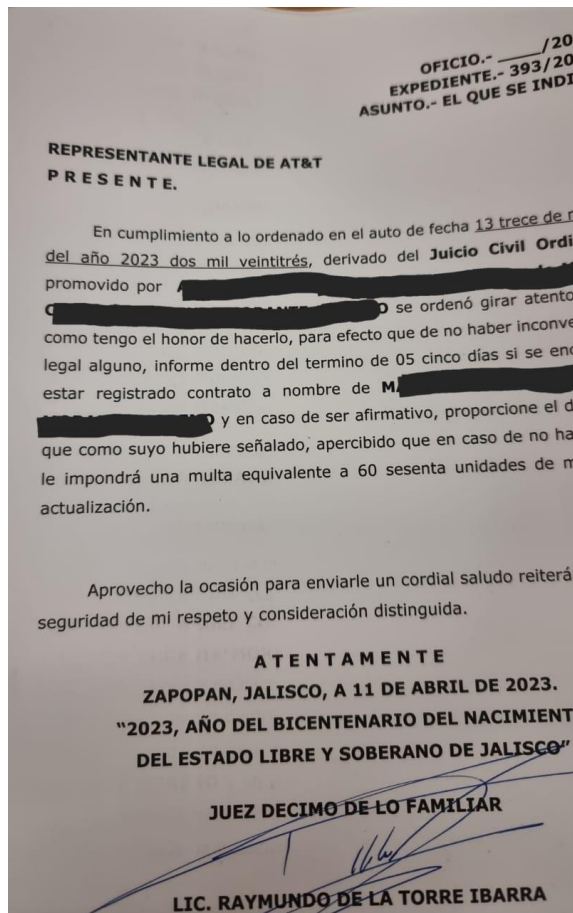 OFICIO.- _____/20
EXPEDIENTE.- 393/20
ASUNTO.- EL QUE SE INDI
REPRESENTANTE LEGAL DE AT&T
P R E S E N T E.
En cumplimiento a lo ordenado en el auto de fecha 13 trece de
del año 2023 dos mil veintitrés, derivado del Juicio Civil Ordi
promovido por
se ordenó girar atento
como tengo el honor de hacerlo, para efecto que de no haber inconve
legal alguno, informe dentro del termino de 05 cinco días si se enc
estar registrado contrato a nombre de
y en caso de ser afirmativo, proporcione el d
que como suyo hubiere señalado, apercibido que en caso de no ha
le impondrá una multa equivalente a 60 sesenta unidades de m
actualización.
Aprovecho la ocasión para enviarle un cordial saludo reiterá
seguridad de mi respeto y consideración distinguida.
A T E N T A M E N T E
ZAPOPAN, JALISCO, A 11 DE ABRIL DE 2023.
"2023, AÑO DEL BICENTENARIO DEL NACIMIENT
DEL ESTADO LIBRE Y SOBERANO DE JALISCO"
JUEZ DECIMO DE LO FAMILIAR
LIC. RAYMUNDO DE LA TORRE IBARRA